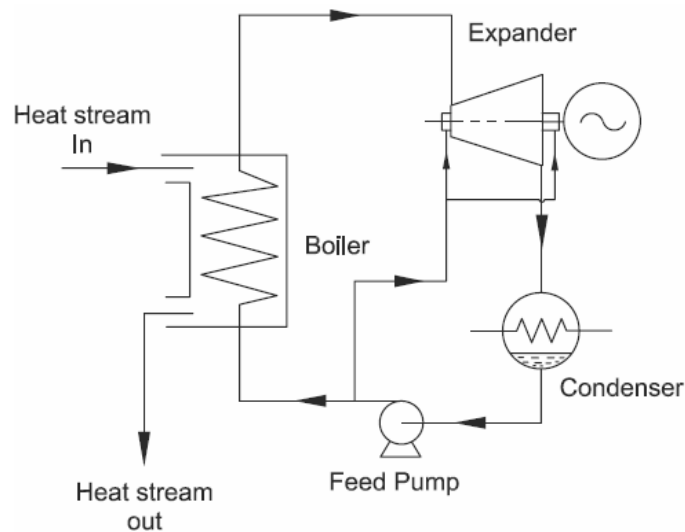 Expander
Heat stream
In
Boiler
Condenser
Feed Pump
Heat stream
out